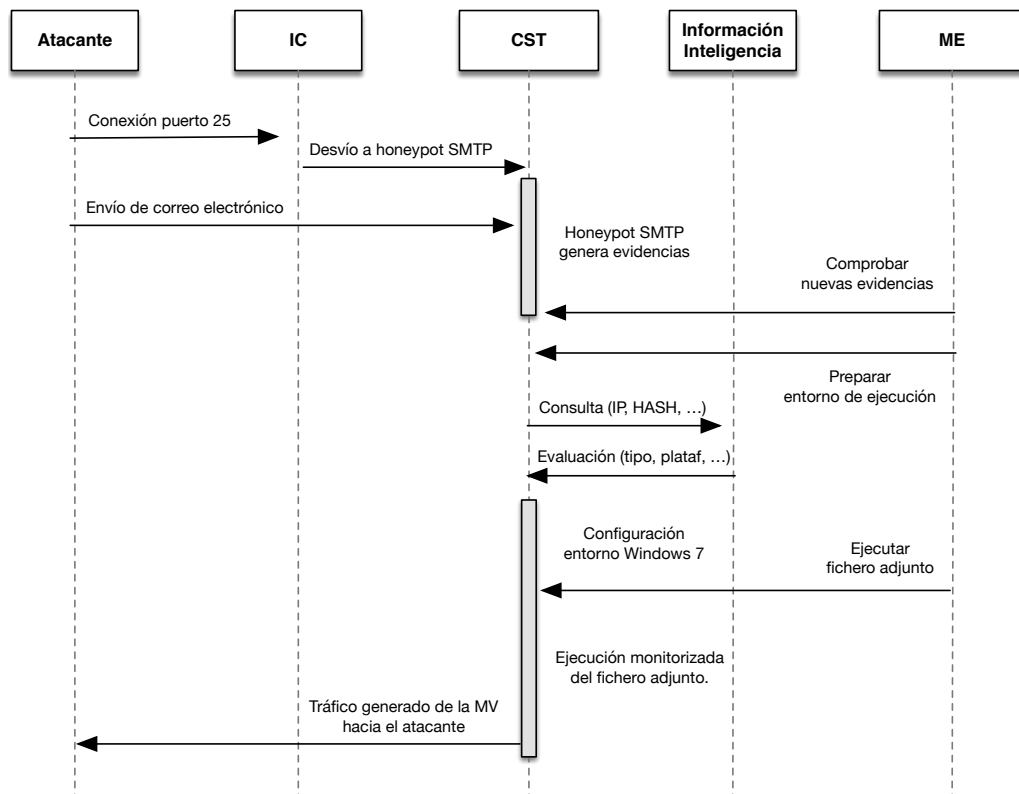 Atacante
IC
CST
Información
Inteligencia
ME
Conexión puerto 25
Desvío a honeypot SMTP
Envío de correo electrónico
Honeypot SMTP
genera evidencias
Comprobar
nuevas evidencias
Preparar
entorno de ejecución
Consulta (IP, HASH, …)
Evaluación (tipo, plataf, …)
Configuración
entorno Windows 7
Ejecutar
fichero adjunto
Ejecución monitorizada
del fichero adjunto.
Tráfico generado de la MV
hacia el atacante